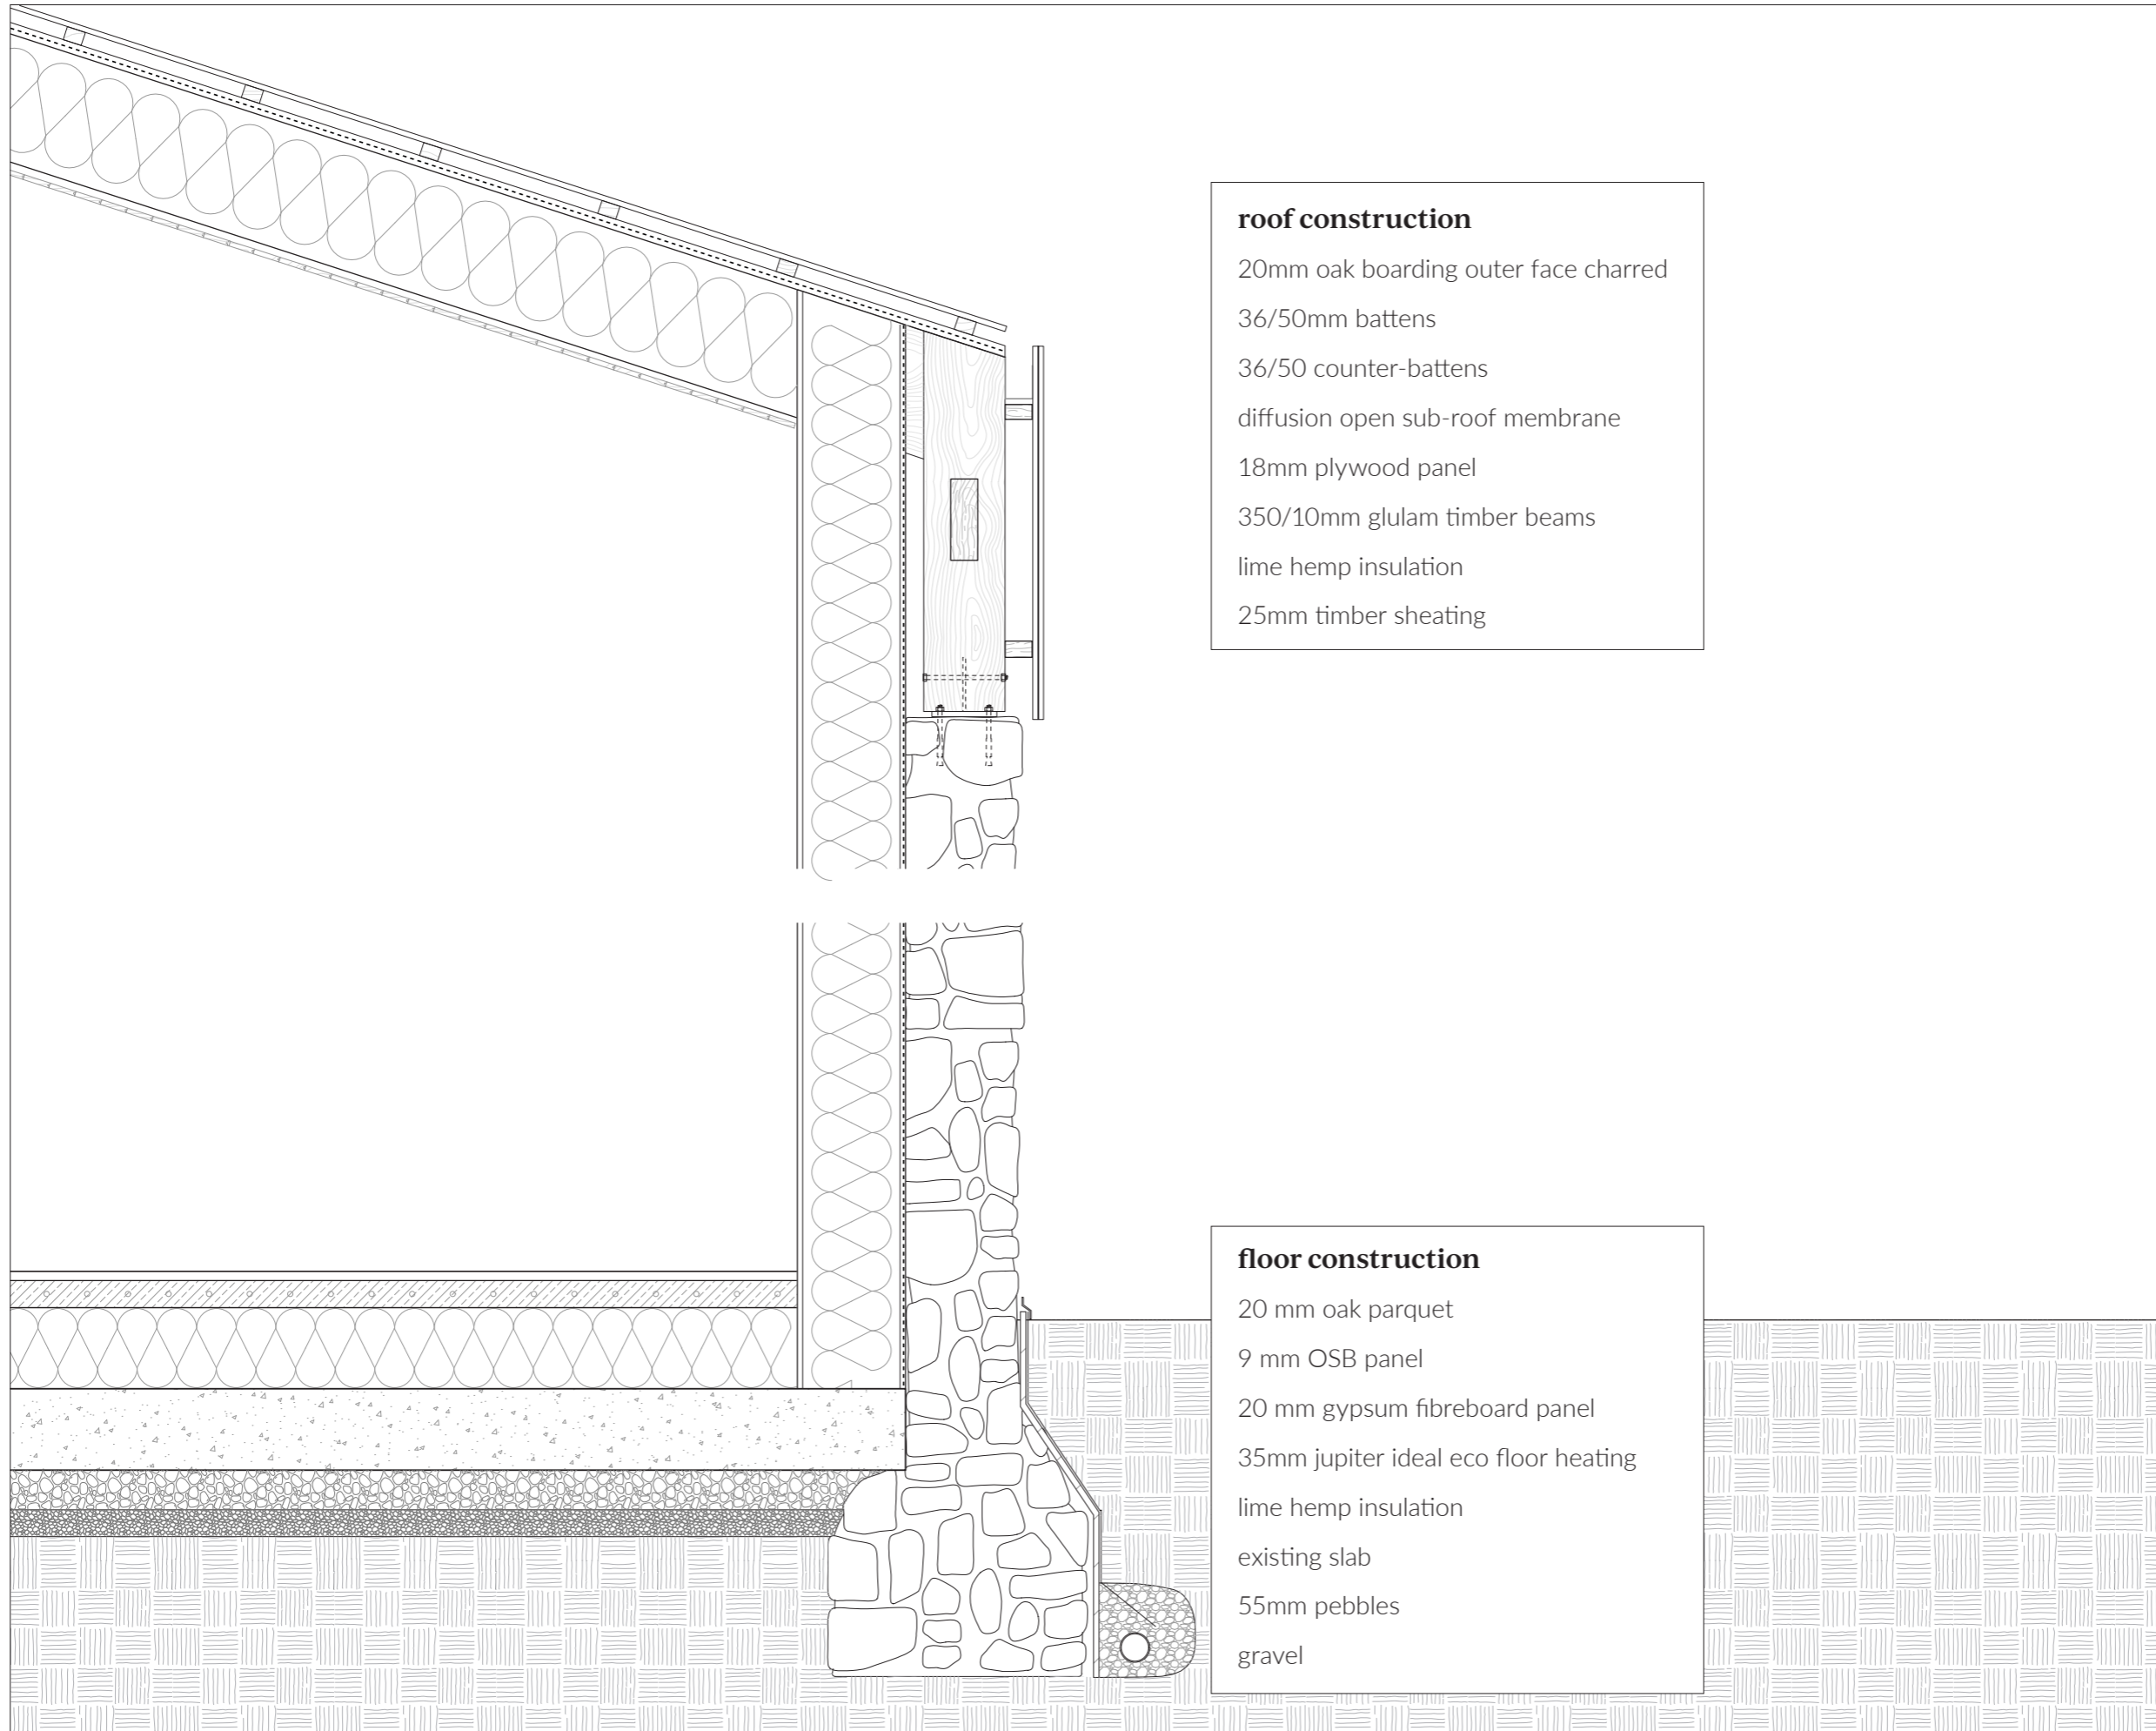 roof construction
20mm oak boarding outer face charred
36/50mm battens
36/50 counter-battens
diffusion open sub-roof membrane
18mm plywood panel
350/10mm glulam timber beams
lime hemp insulation
25mm timber sheating
floor construction
20 mm oak parquet
9 mm OSB panel
20 mm gypsum fibreboard panel
35mm jupiter ideal eco floor heating
lime hemp insulation
existing slab
55mm pebbles
gravel